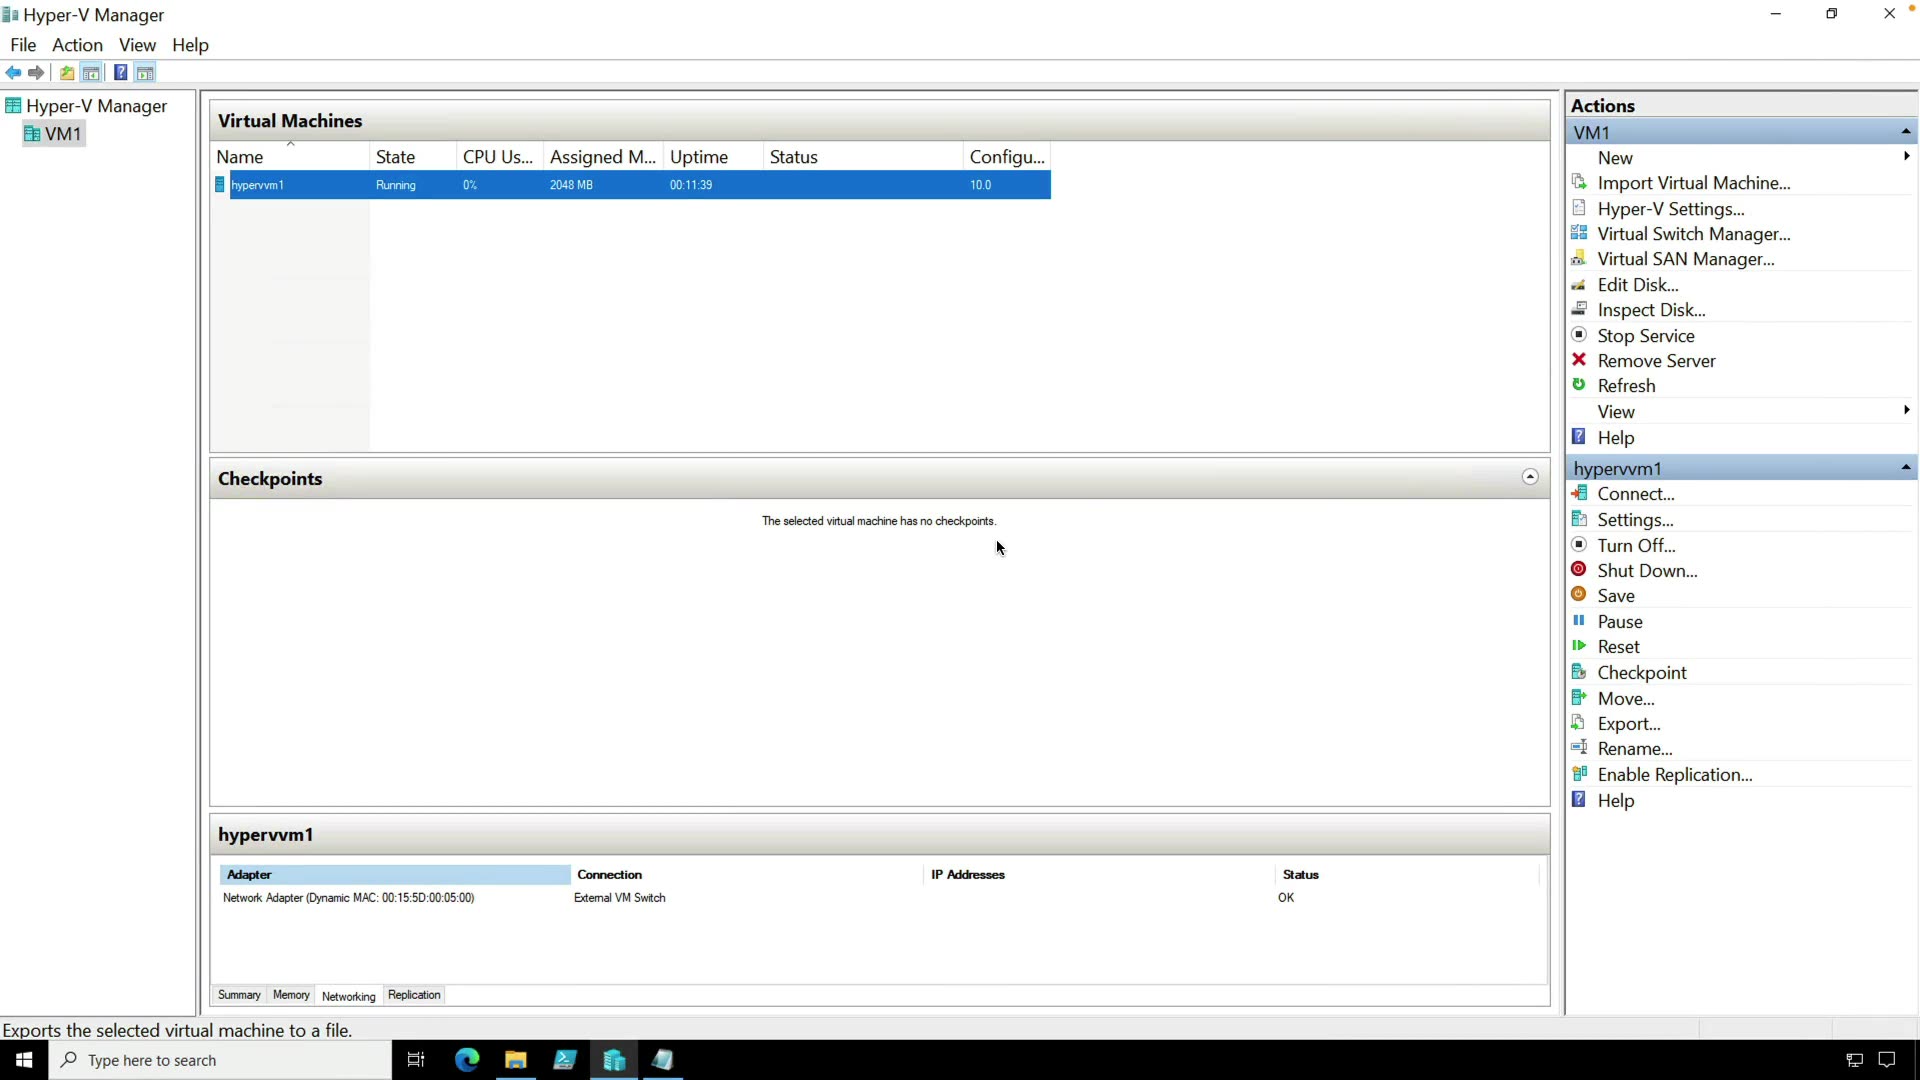 Hyper-V Manager
File Action View Help
Hyper-V Manager
VM1
Virtual Machines
Name State CPU Us... Assigned M... Uptime Status Configu...
hypervvm1 Running 0% 2048 MB 00:11:39 10.0
Checkpoints
The selected virtual machine has no checkpoints.
hypervvm1
Adapter Connection IP Addresses Status
Network Adapter (Dynamic MAC: 00:15:5D:00:05:00) External VM Switch OK
Summary Memory Networking Replication
Actions
VM1
New
Import Virtual Machine...
Hyper-V Settings...
Virtual Switch Manager...
Virtual SAN Manager...
Edit Disk...
Inspect Disk...
Stop Service
Remove Server
Refresh
View
Help
hypervvm1
Connect...
Settings...
Turn Off...
Shut Down...
Save
Pause
Reset
Checkpoint
Move...
Export...
Rename...
Enable Replication...
Help
Exports the selected virtual machine to a file.
Type here to search